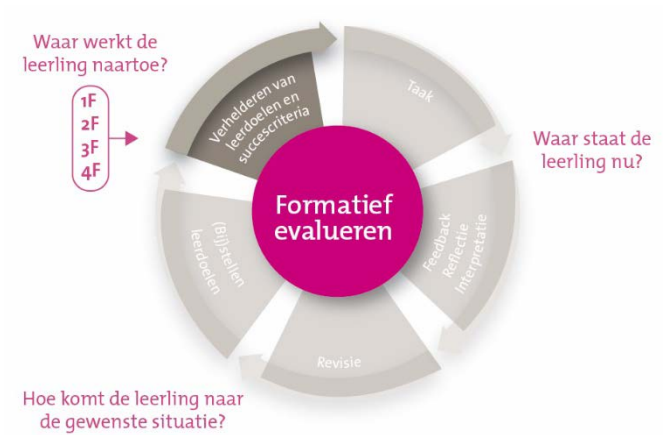 Waar werkt de
leerling naartoe?
1F
2F
3F
4F
Verhelderen van
leerdoelen en
succescriteria
Taak
Waar staat de
leerling nu?
Formatief
evalueren
Feedback
Reflectie
Interpretatie
(Bij)stellen
leerdoelen
Revisie
Hoe komt de leerling naar
de gewenste situatie?